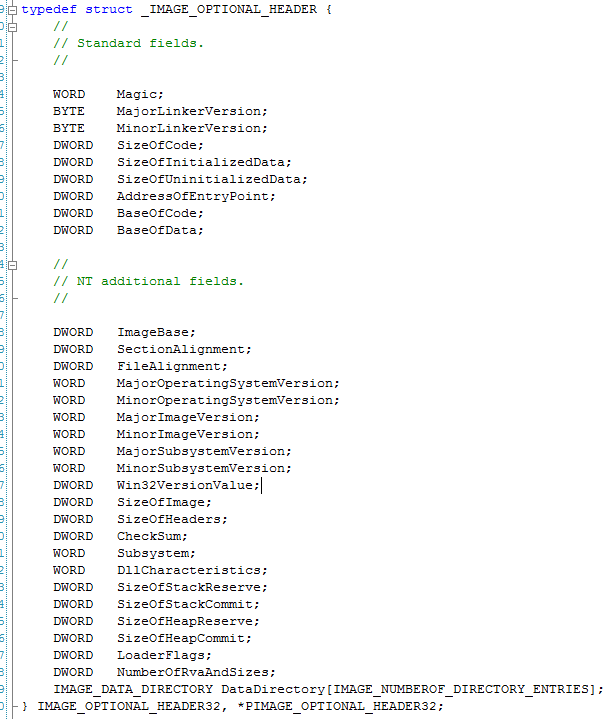 typedef struct _IMAGE_OPTIONAL_HEADER {
    //
    // Standard fields.
    //

    WORD    Magic;
    BYTE    MajorLinkerVersion;
    BYTE    MinorLinkerVersion;
    DWORD   SizeOfCode;
    DWORD   SizeOfInitializedData;
    DWORD   SizeOfUninitializedData;
    DWORD   AddressOfEntryPoint;
    DWORD   BaseOfCode;
    DWORD   BaseOfData;

    //
    // NT additional fields.
    //

    DWORD   ImageBase;
    DWORD   SectionAlignment;
    DWORD   FileAlignment;
    WORD    MajorOperatingSystemVersion;
    WORD    MinorOperatingSystemVersion;
    WORD    MajorImageVersion;
    WORD    MinorImageVersion;
    WORD    MajorSubsystemVersion;
    WORD    MinorSubsystemVersion;
    DWORD   Win32VersionValue;
    DWORD   SizeOfImage;
    DWORD   SizeOfHeaders;
    DWORD   CheckSum;
    WORD    Subsystem;
    WORD    DllCharacteristics;
    DWORD   SizeOfStackReserve;
    DWORD   SizeOfStackCommit;
    DWORD   SizeOfHeapReserve;
    DWORD   SizeOfHeapCommit;
    DWORD   LoaderFlags;
    DWORD   NumberOfRvaAndSizes;
    IMAGE_DATA_DIRECTORY DataDirectory[IMAGE_NUMBEROF_DIRECTORY_ENTRIES];
} IMAGE_OPTIONAL_HEADER32, *PIMAGE_OPTIONAL_HEADER32;